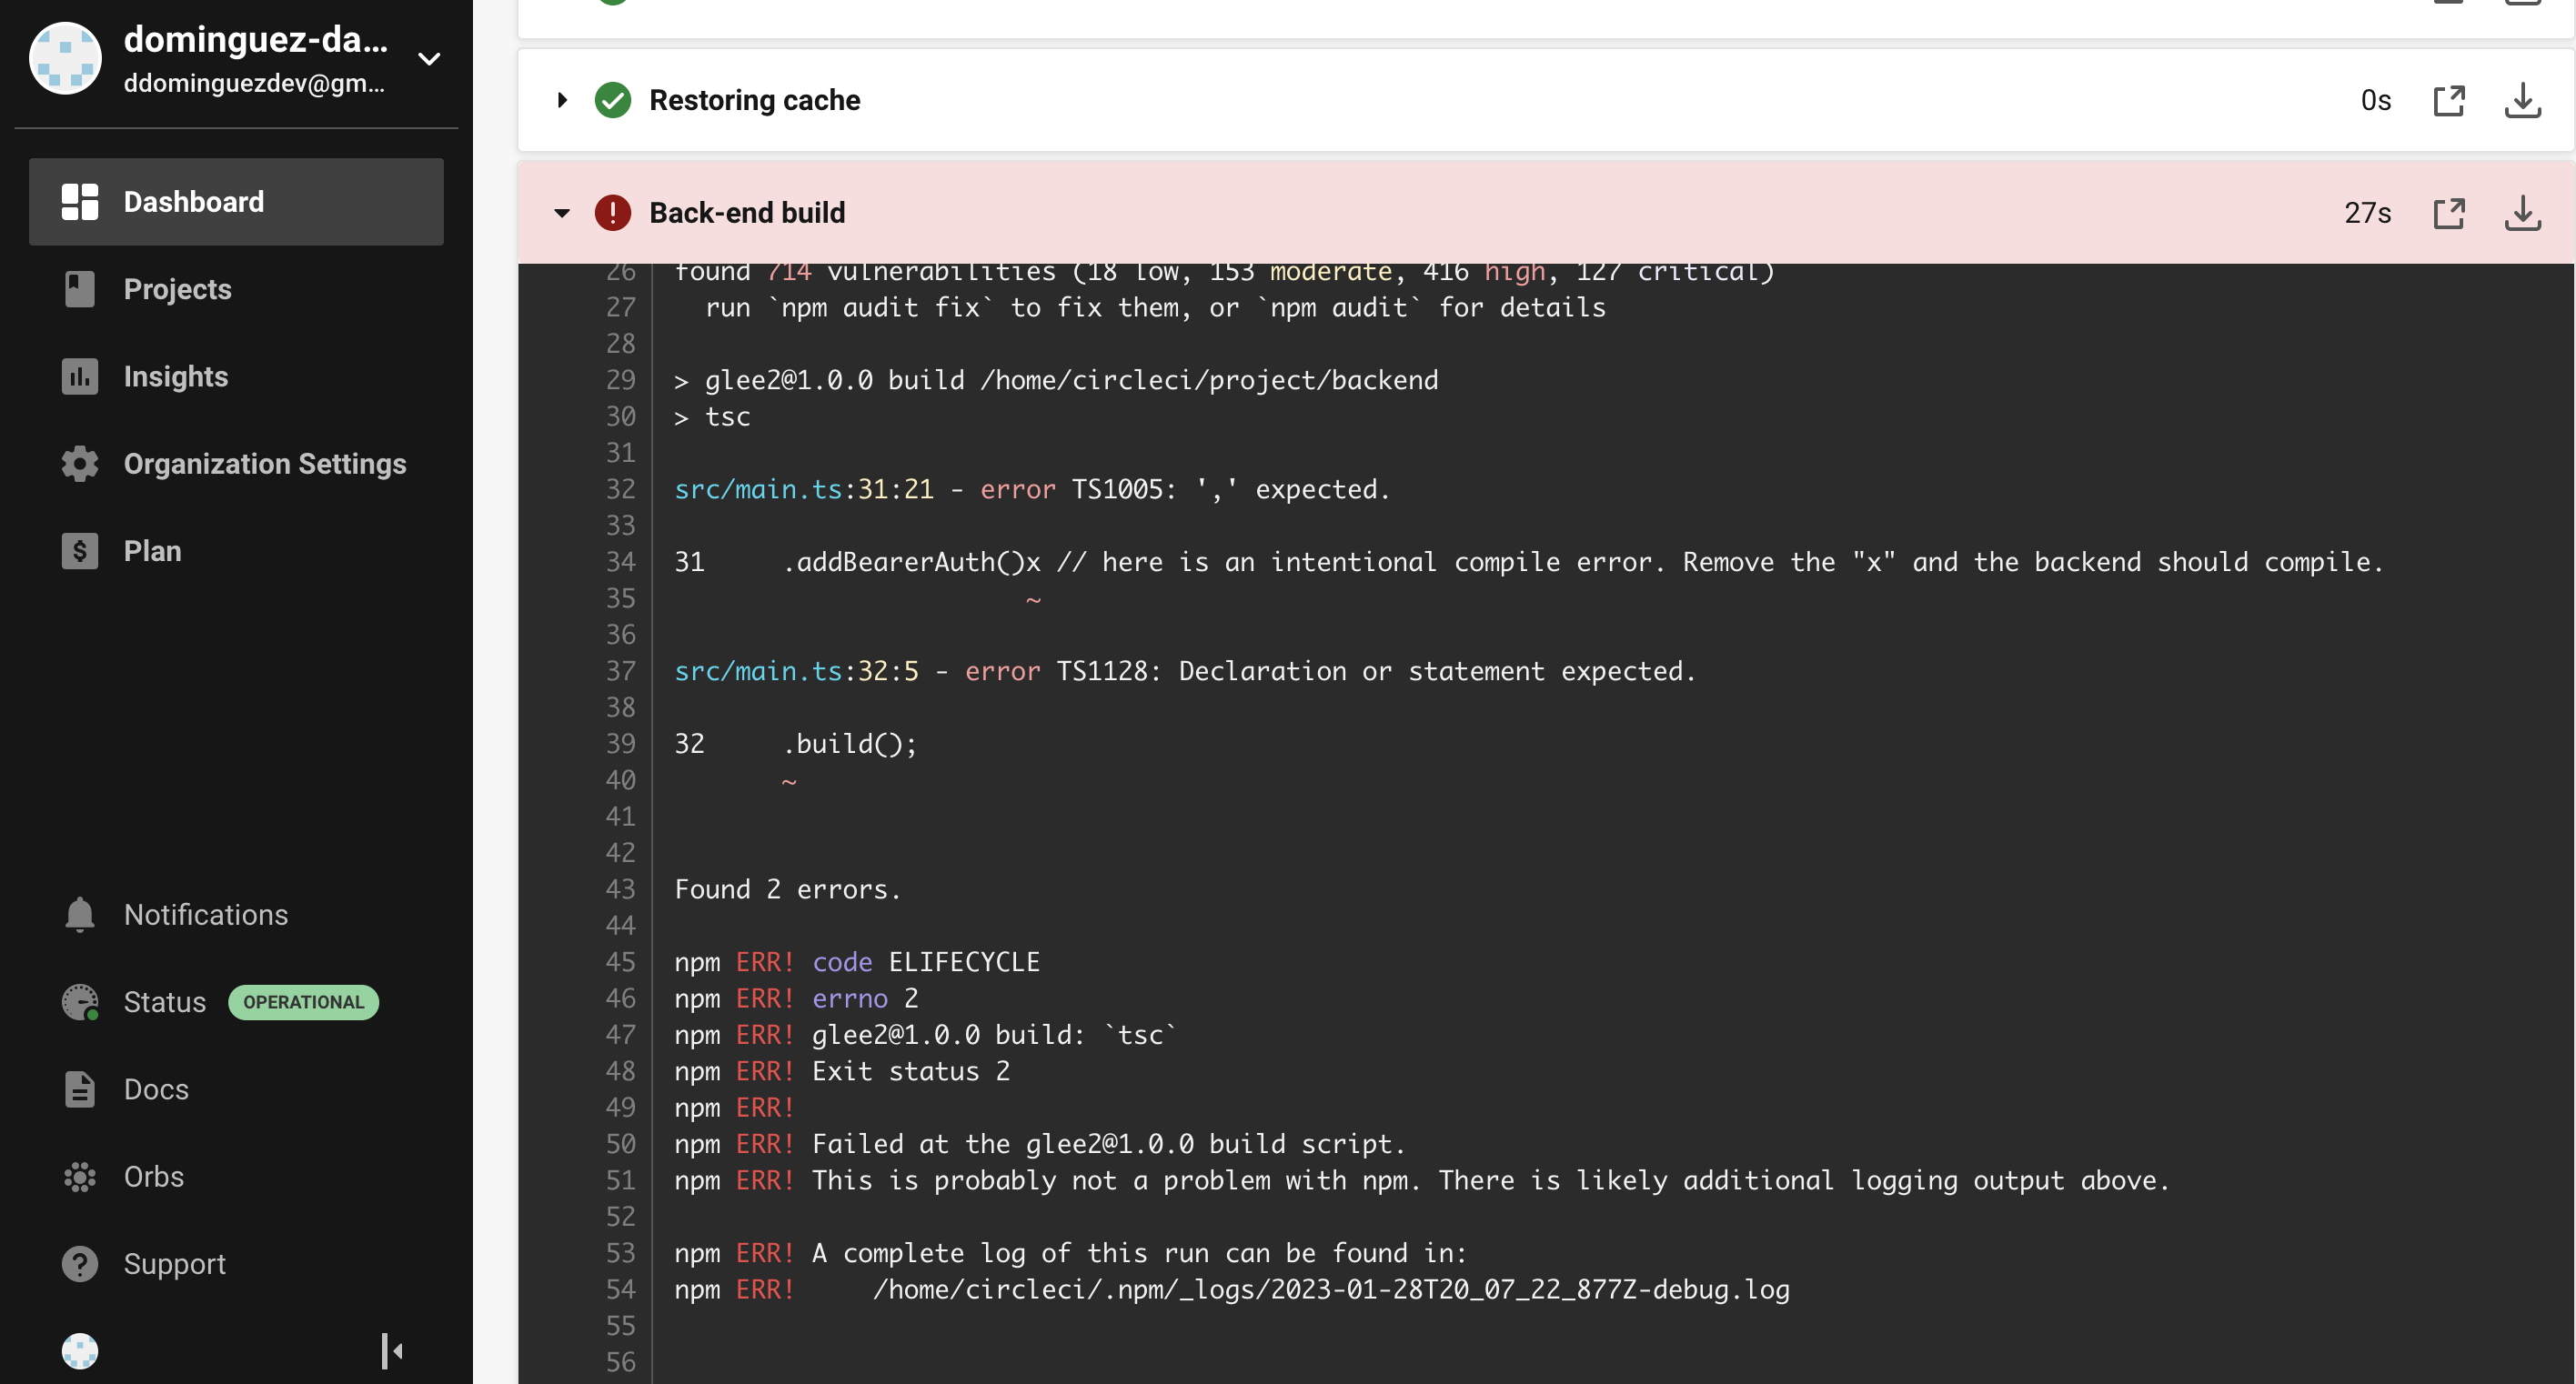 dominguez-da...
ddominguezdev@gm...
Dashboard
Projects
Insights
Organization Settings
Plan
Notifications
Status OPERATIONAL
Docs
Orbs
Support
Restoring cache 0s
Back-end build 27s
26 found 714 vulnerabilities (18 low, 153 moderate, 416 high, 127 critical)
27 run `npm audit fix` to fix them, or `npm audit` for details
28
29 > glee2@1.0.0 build /home/circleci/project/backend
30 > tsc
31
32 src/main.ts:31:21 - error TS1005: ',' expected.
33
34 31     .addBearerAuth()x // here is an intentional compile error. Remove the "x" and the backend should compile.
35 ~
36
37 src/main.ts:32:5 - error TS1128: Declaration or statement expected.
38
39 32     .build();
40 ~
41
42
43 Found 2 errors.
44
45 npm ERR! code ELIFECYCLE
46 npm ERR! errno 2
47 npm ERR! glee2@1.0.0 build: `tsc`
48 npm ERR! Exit status 2
49 npm ERR!
50 npm ERR! Failed at the glee2@1.0.0 build script.
51 npm ERR! This is probably not a problem with npm. There is likely additional logging output above.
52
53 npm ERR! A complete log of this run can be found in:
54 npm ERR!     /home/circleci/.npm/_logs/2023-01-28T20_07_22_877Z-debug.log
55
56